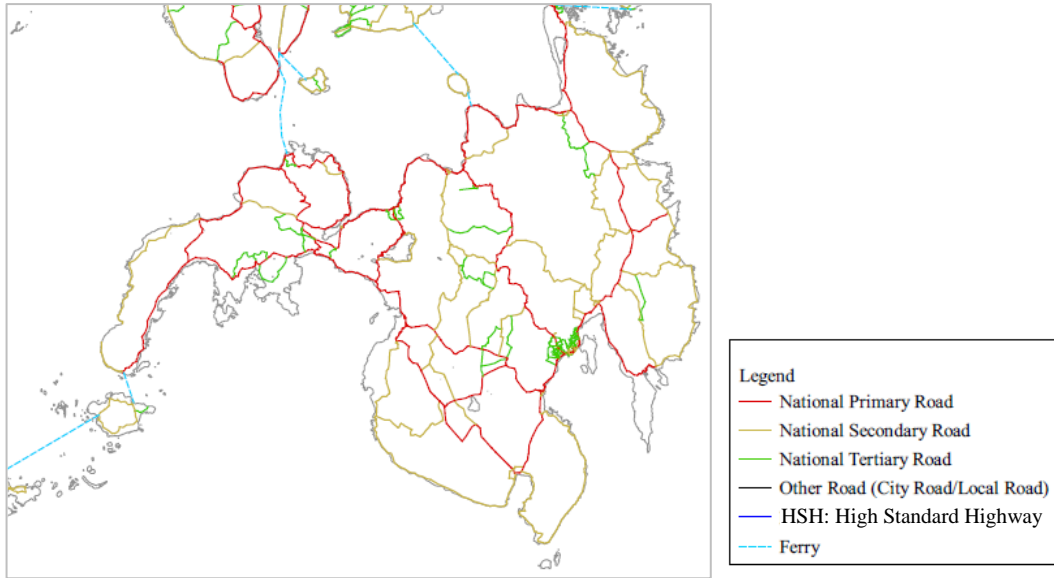 Legend
National Primary Road
National Secondary Road
National Tertiary Road
Other Road (City Road/Local Road)
HSH: High Standard Highway
Ferry